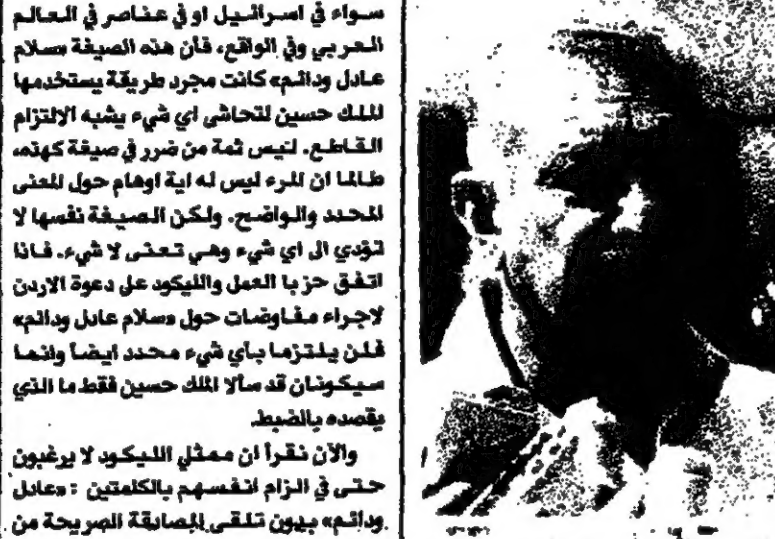 سواء في اسرائيل او في عناصر في العالم
العربي وفي الواقع، فأن هذه الصيغة «سلام
عادل ودائم» كانت مجرد طريقة يستخدمها
الملك حسين لتحاشي اي شيء يشبه الالتزام
القاطع. ليس ثمة من ضرر في صيغة كهذه،
طالما ان المرء ليس له اية اوهام حول المعنى
المحدد والواضح. ولكن الصيغة نفسها لا
تؤدي الى اي شيء وهي تعنى لا شيء. فاذا
اتفق حزبا العمل والليكود على دعوة الاردن
لاجراء مفاوضات حول «سلام عادل ودائم»
فلن يلتزما بأي شيء محدد ايضاً وانما
سيكونان قد سألا الملك حسين فقط ما الذي
يقصده بالضبط.
والآن نقرأ ان ممثلي الليكود لا يرغبون
حتى في الزام انفسهم بالكلمتين : «عادل
ودائم» بدون تلقى المصادقة الصريحة من